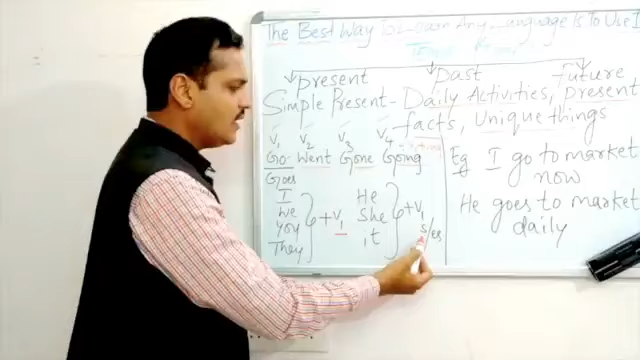 The Best Way To Learn Any Language Is To Use I
Tense
present Past future
Simple Present - Daily Activities, present
facts, Unique things
V1 V2 V3 V4
Go Went Gone Going
Goes
I
We
You
They
+V1
He
She
it
+V1
s/es
Eg I go to market
now
He goes to market
daily